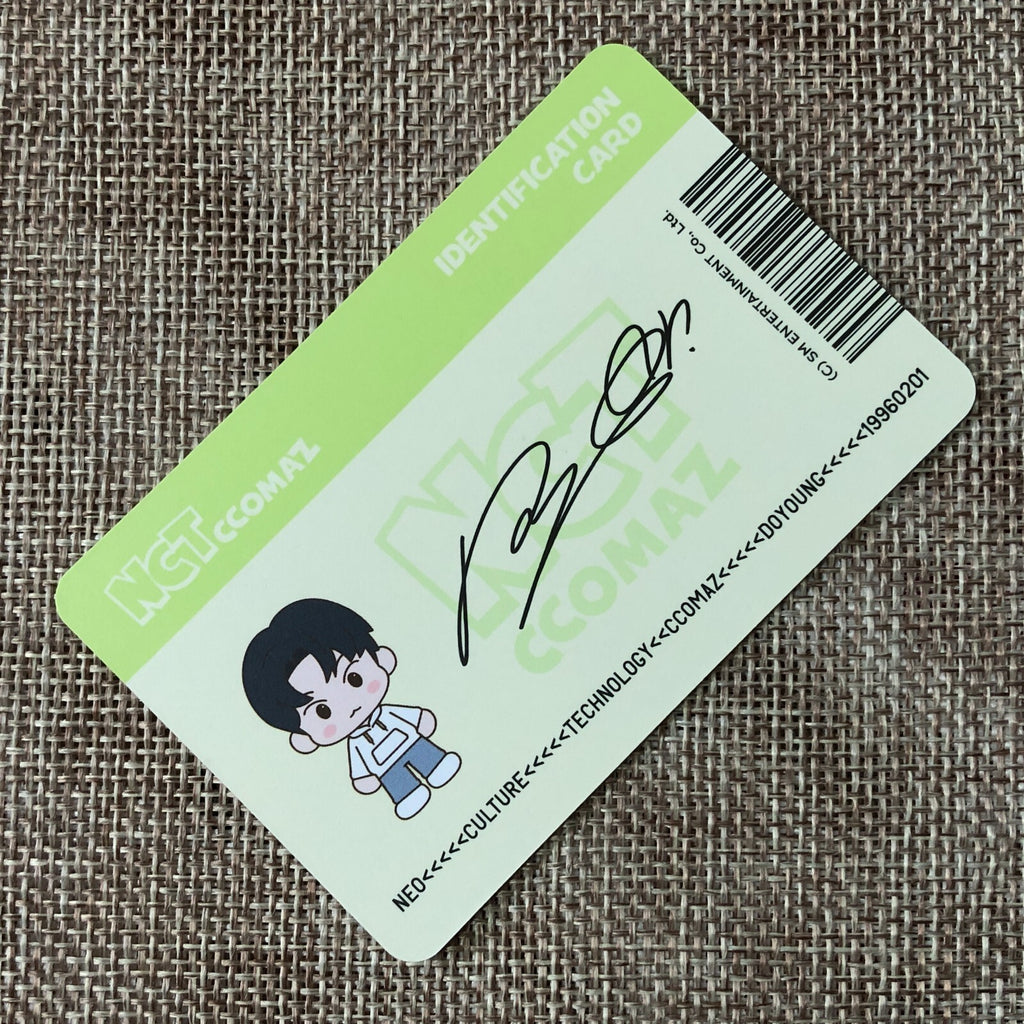 NCT CCOMAZ
IDENTIFICATION
CARD
(C) SM ENTERTAINMENT Co., Ltd.
NCT
CCOMAZ
NEO<<<<<CULTURE<<<<<TECHNOLOGY<<CCOMAZ<<<<<DOYOUNG<<<<<19960201